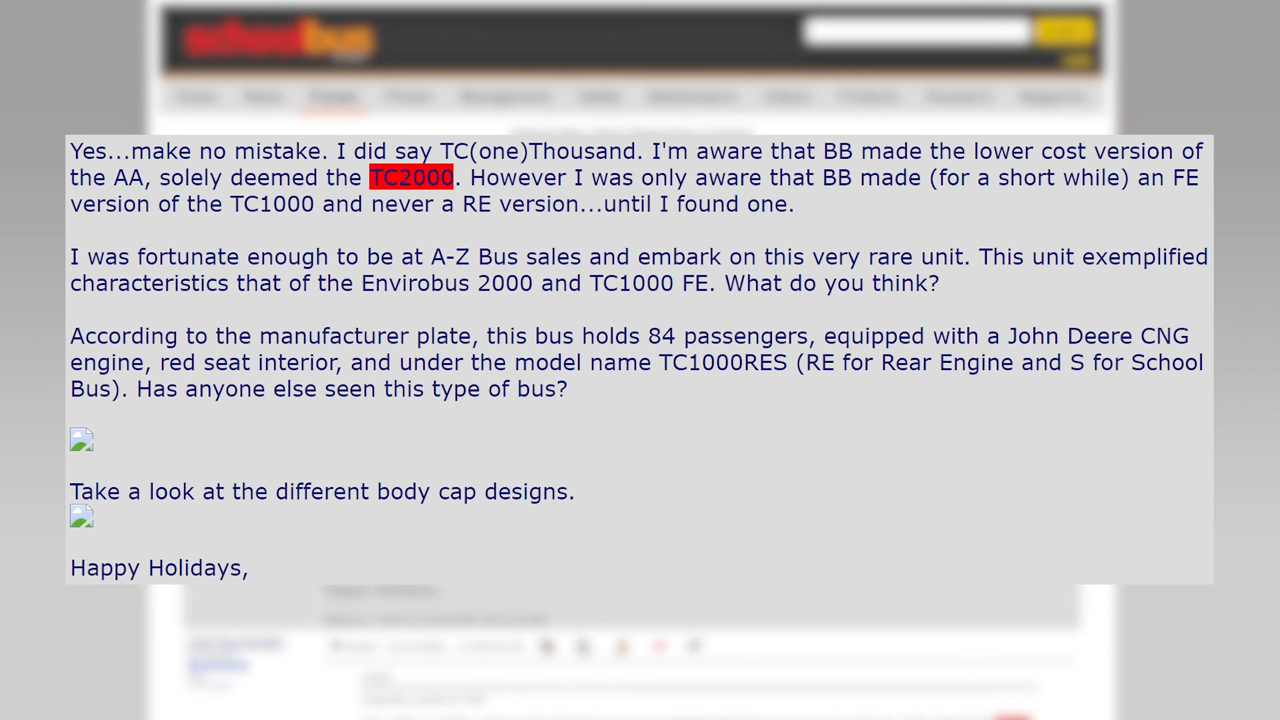 schoolbus
Yes...make no mistake. I did say TC(one)Thousand. I'm aware that BB made the lower cost version of
the AA, solely deemed the TC2000. However I was only aware that BB made (for a short while) an FE
version of the TC1000 and never a RE version...until I found one.
I was fortunate enough to be at A-Z Bus sales and embark on this very rare unit. This unit exemplified
characteristics that of the Envirobus 2000 and TC1000 FE. What do you think?
According to the manufacturer plate, this bus holds 84 passengers, equipped with a John Deere CNG
engine, red seat interior, and under the model name TC1000RES (RE for Rear Engine and S for School
Bus). Has anyone else seen this type of bus?
Take a look at the different body cap designs.
Happy Holidays,